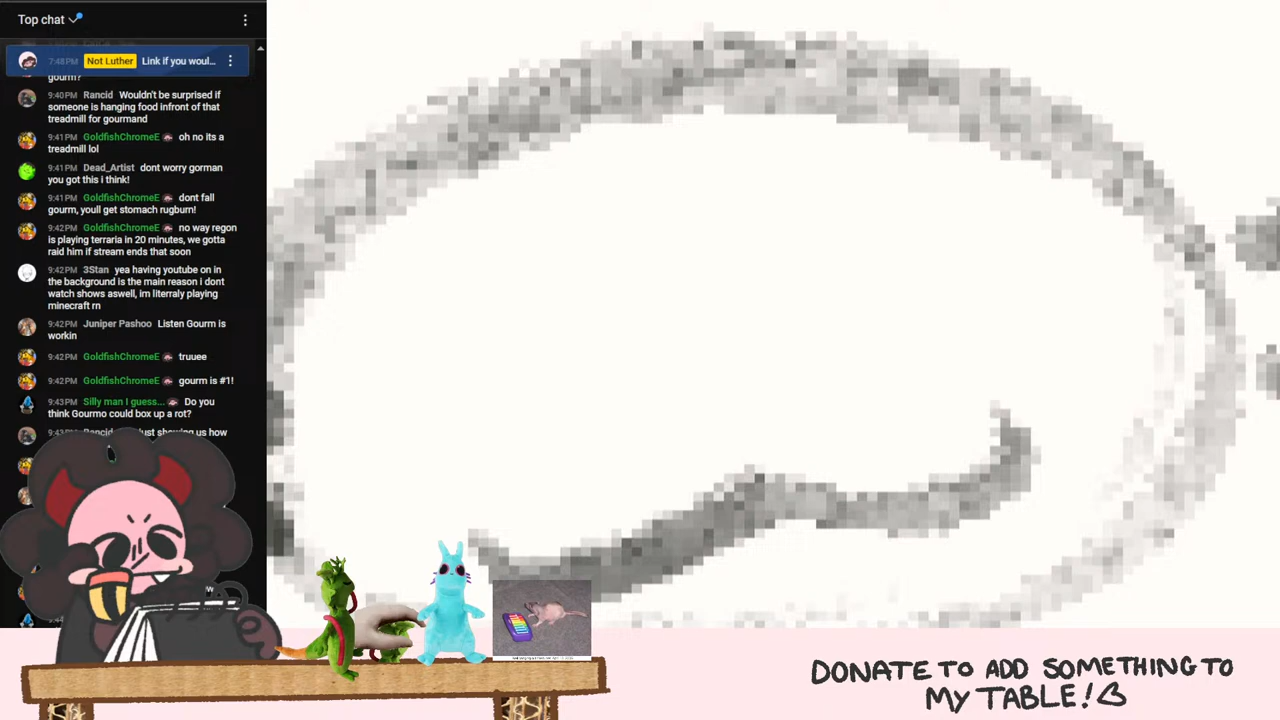 Top chat
7:48PM Not Luther Link if you woul...
gourm?
9:40PM Rancid Wouldn't be surprised if
someone is hanging food infront of that
treadmill for gourmand
9:41PM GoldfishChromeE oh no its a
treadmill lol
9:41PM Dead_Artist dont worry gorman
you got this i think!
9:41PM GoldfishChromeE dont fall
gourm, youll get stomach rugburn!
9:42PM GoldfishChromeE no way regon
is playing terraria in 20 minutes, we gotta
raid him if stream ends that soon
9:42PM 3Stan yea having youtube on in
the background is the main reason i dont
watch shows aswell, im literraly playing
minecraft rn
9:42PM Juniper Pashoo Listen Gourm is
workin
9:42PM GoldfishChromeE truuee
9:42PM GoldfishChromeE gourm is #1!
9:43PM Silly man I guess... Do you
think Gourmo could box up a rot?
Rancid just showing us how
DONATE TO ADD SOMETHING TO
MY TABLE!